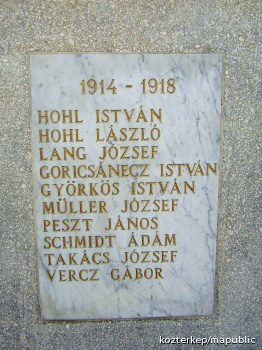 1914 - 1918
HOHL ISTVÁN
HOHL LÁSZLÓ
LANG JÓZSEF
GORICSÁNECZ ISTVÁN
GYÖRKÖS ISTVÁN
MÜLLER JÓZSEF
PESZT JÁNOS
SCHMIDT ÁDÁM
TAKÁCS JÓZSEF
VERCZ GÁBOR
kozterkep/mapublic